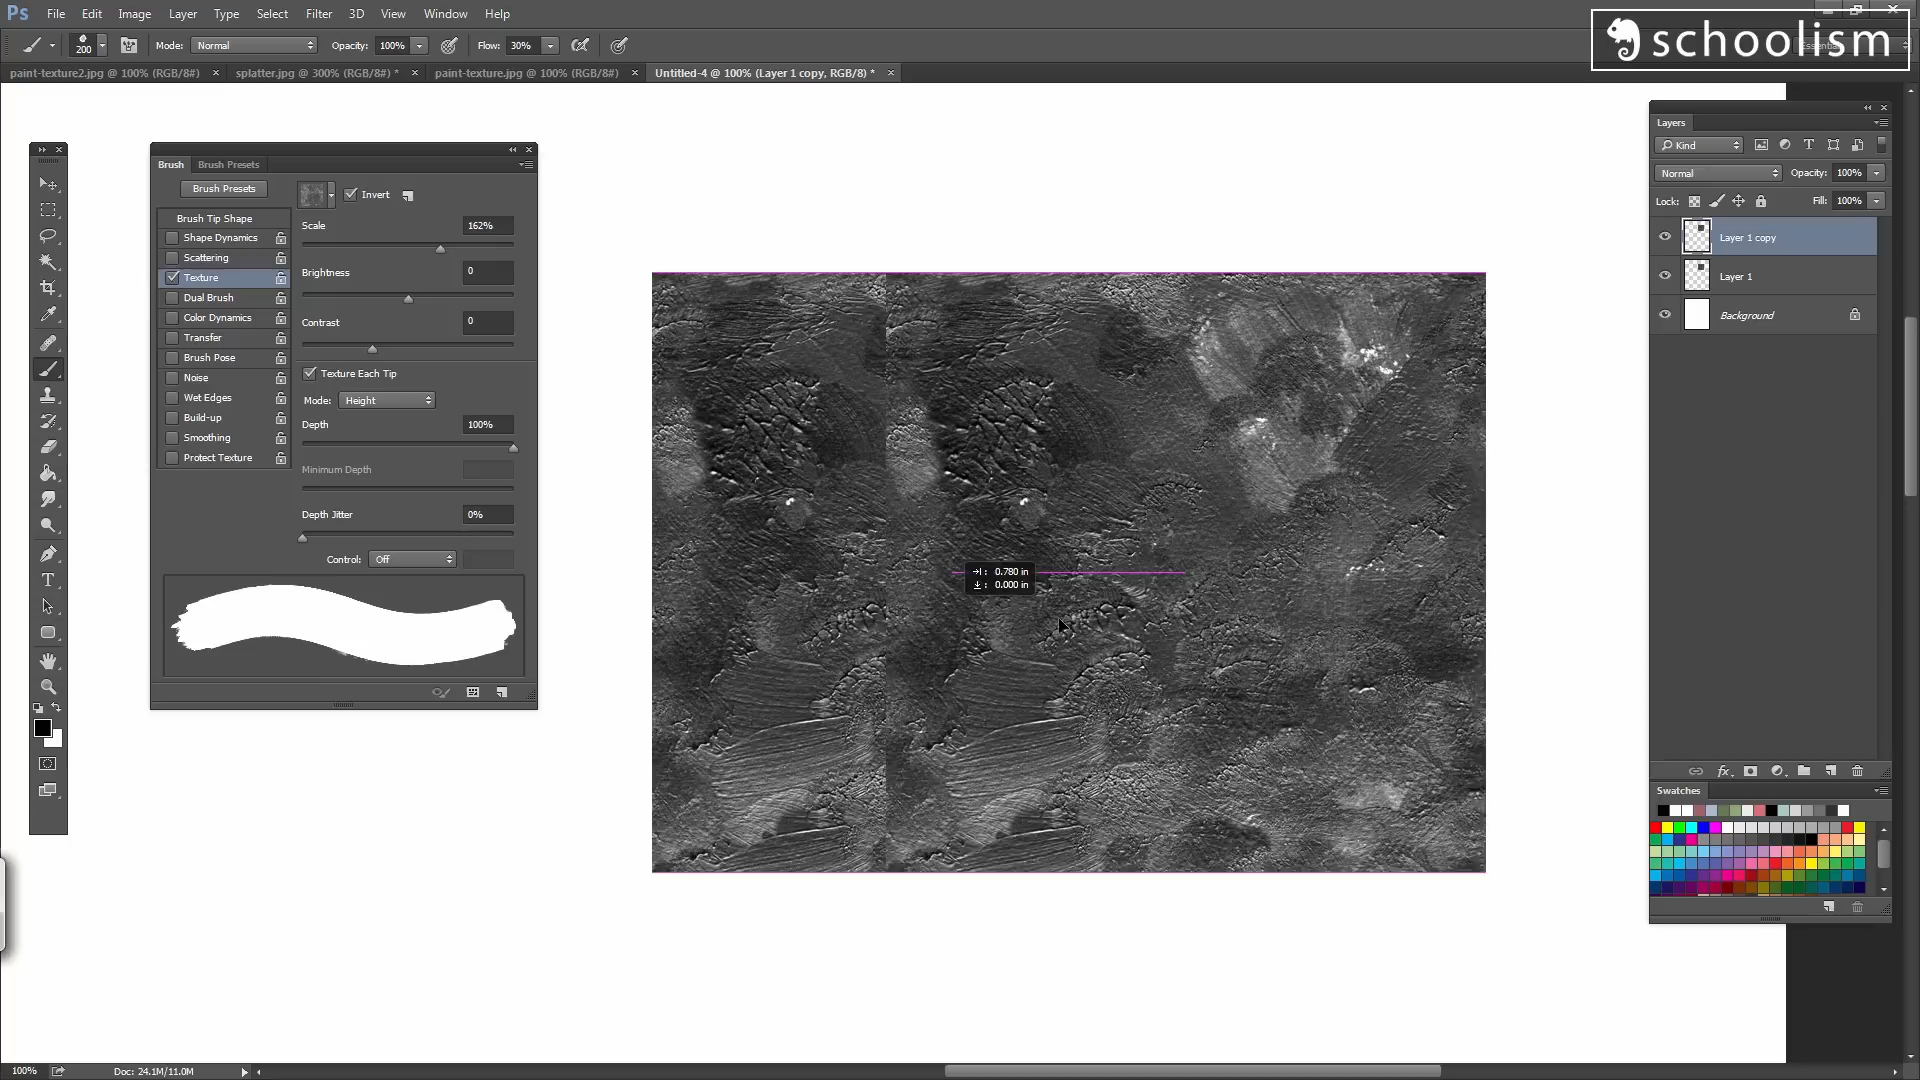 Ps File Edit Image Layer Type Select Filter 3D View Window Help
schoolism
200 Mode: Normal Opacity: 100% Flow: 30%
paint-texture2.jpg @ 100% (RGB/8#) × splatter.jpg @ 300% (RGB/8#) * × paint-texture.jpg @ 100% (RGB/8#) × Untitled-4 @ 100% (Layer 1 copy, RGB/8) * ×
Brush Brush Presets
Brush Presets
Invert
Brush Tip Shape
Shape Dynamics
Scattering
Texture
Dual Brush
Color Dynamics
Transfer
Brush Pose
Noise
Wet Edges
Build-up
Smoothing
Protect Texture
Scale 162%
Brightness 0
Contrast 0
Texture Each Tip
Mode: Height
Depth 100%
Minimum Depth
Depth Jitter 0%
Control: Off
: 0.780 in
: 0.000 in
Layers
Kind
Normal Opacity: 100%
Lock: Fill: 100%
Layer 1 copy
Layer 1
Background
fx
Swatches
100% Doc: 24.1M/11.0M